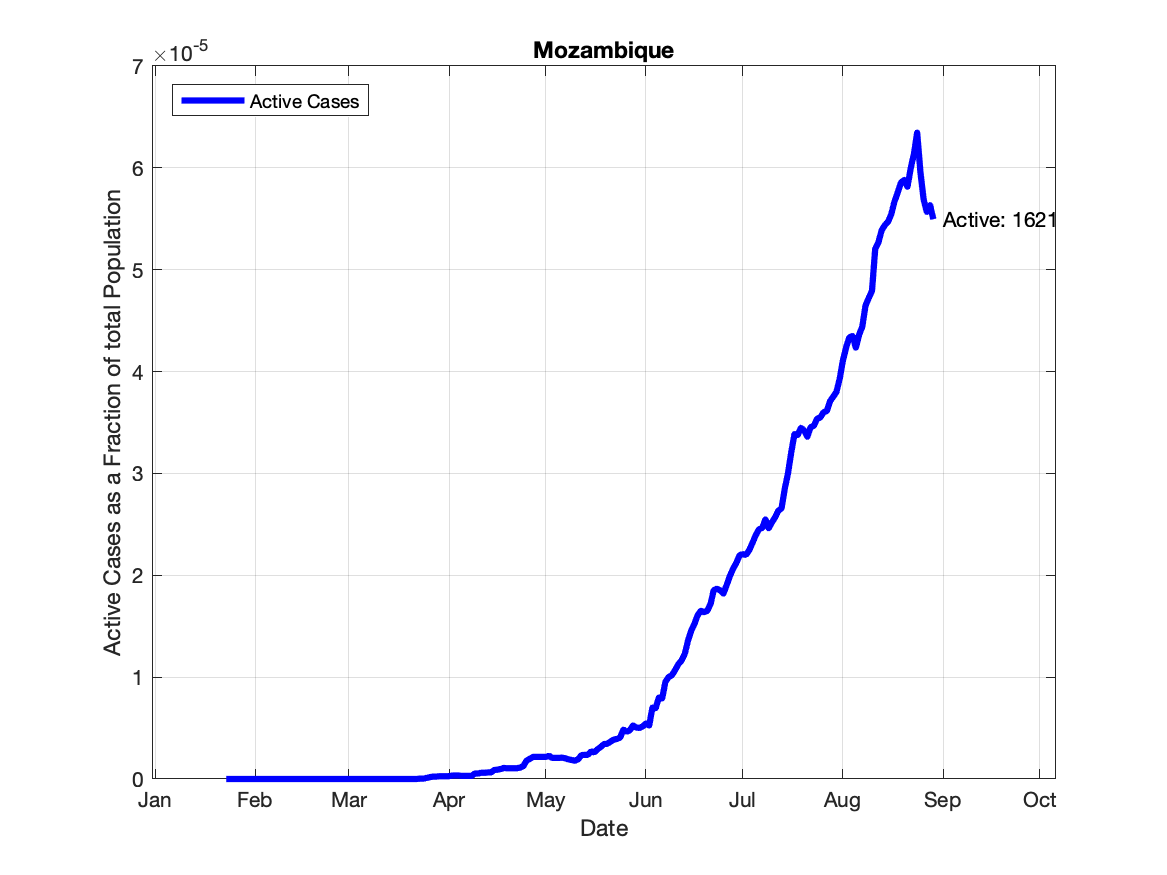 Mozambique
×10-5
Active Cases
7
6
5
4
3
2
1
0
Active Cases as a Fraction of total Population
Active: 1621
Jan Feb Mar Apr May Jun Jul Aug Sep Oct
Date